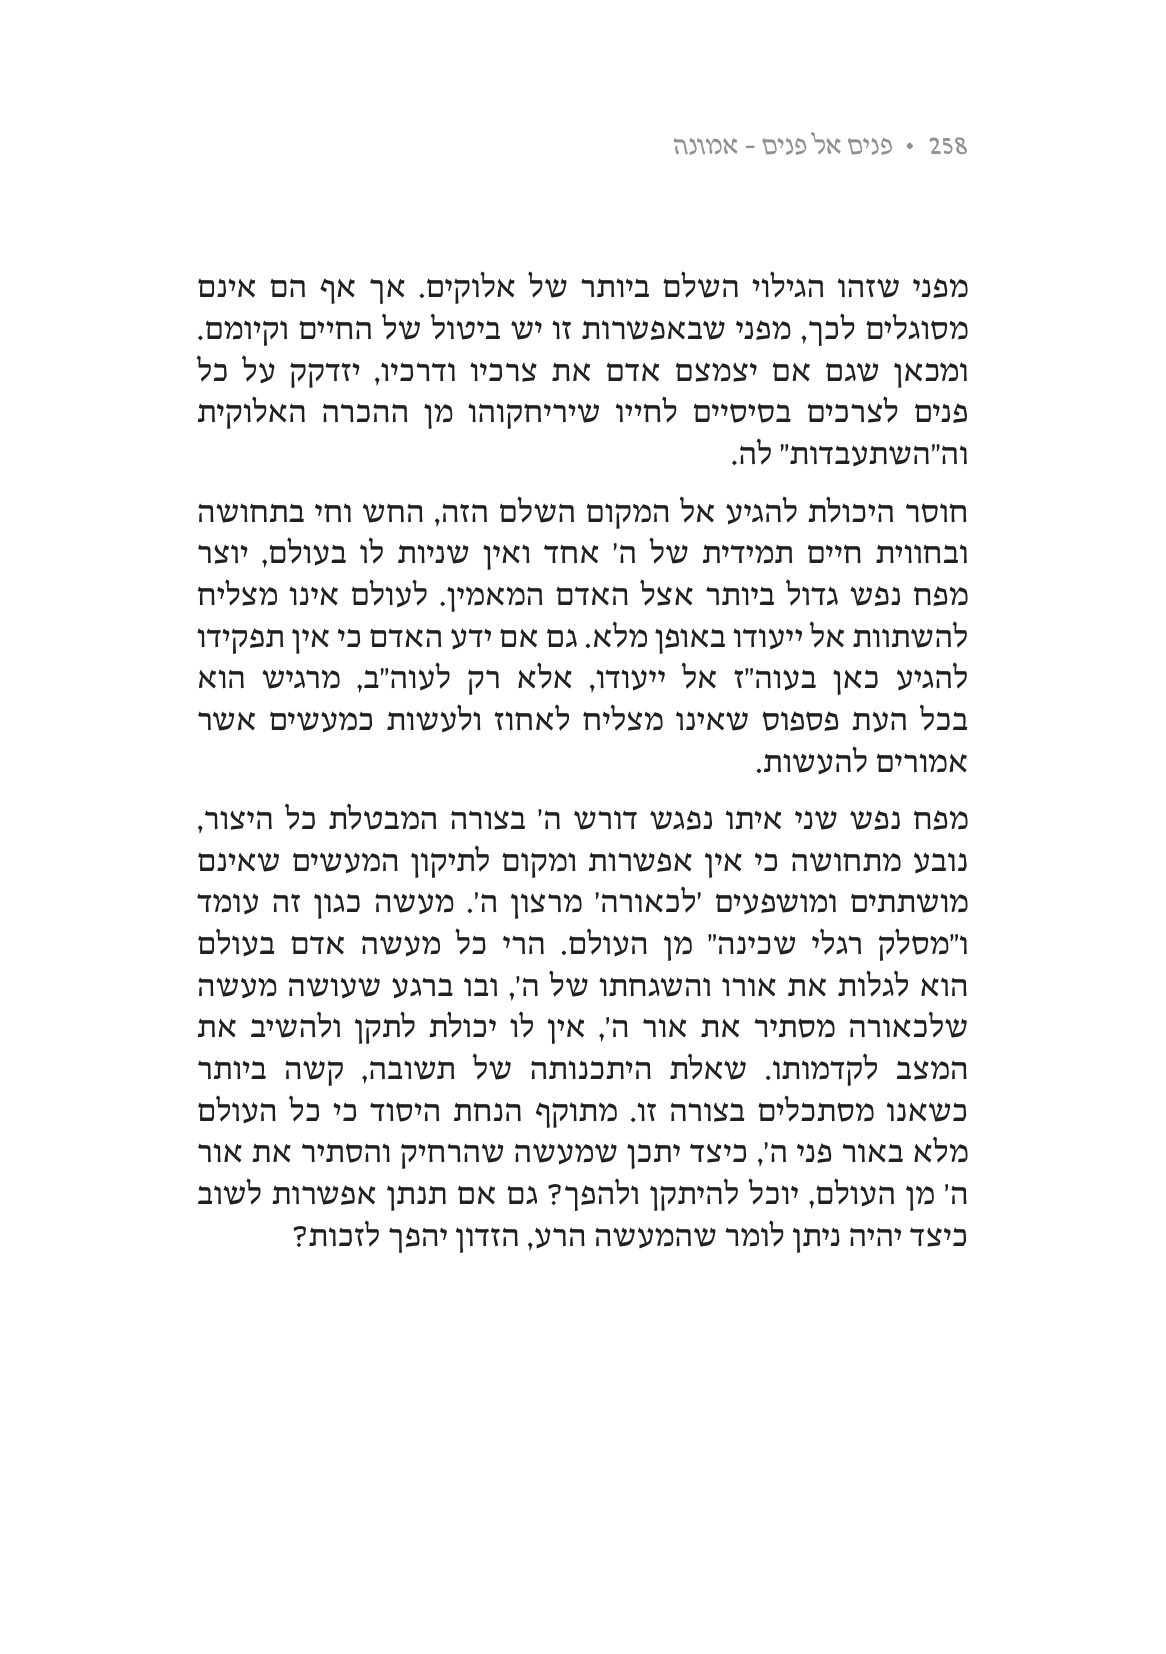 258 • פנים אל פנים – אמונה
מפני שזהו הגילוי השלם ביותר של אלוקים. אך אף הם אינם
מסוגלים לכך, מפני שבאפשרות זו יש ביטול של החיים וקיומם.
ומכאן שגם אם יצמצם אדם את צרכיו ודרכיו, יזדקק על כל
פנים לצרכים בסיסיים לחייו שיריחקוהו מן ההכרה האלוקית
וה"השתעבדות" לה.
חוסר היכולת להגיע אל המקום השלם הזה, החש וחי בתחושה
ובחווית חיים תמידית של ה' אחד ואין שניות לו בעולם, יוצר
מפח נפש גדול ביותר אצל האדם המאמין. לעולם אינו מצליח
להשתוות אל ייעודו באופן מלא. גם אם ידע האדם כי אין תפקידו
להגיע כאן בעוה"ז אל ייעודו, אלא רק לעוה"ב, מרגיש הוא
בכל העת פספוס שאינו מצליח לאחוז ולעשות כמעשים אשר
אמורים להעשות.
מפח נפש שני איתו נפגש דורש ה' בצורה המבטלת כל היצור,
נובע מתחושה כי אין אפשרות ומקום לתיקון המעשים שאינם
מושתתים ומושפעים 'לכאורה' מרצון ה'. מעשה כגון זה עומד
ו"מסלק רגלי שכינה" מן העולם. הרי כל מעשה אדם בעולם
הוא לגלות את אורו והשגחתו של ה', ובו ברגע שעושה מעשה
שלכאורה מסתיר את אור ה', אין לו יכולת לתקן ולהשיב את
המצב לקדמותו. שאלת היתכנותה של תשובה, קשה ביותר
כשאנו מסתכלים בצורה זו. מתוקף הנחת היסוד כי כל העולם
מלא באור פני ה', כיצד יתכן שמעשה שהרחיק והסתיר את אור
ה' מן העולם, יוכל להיתקן ולהפך? גם אם תנתן אפשרות לשוב
כיצד יהיה ניתן לומר שהמעשה הרע, הזדון יהפך לזכות?